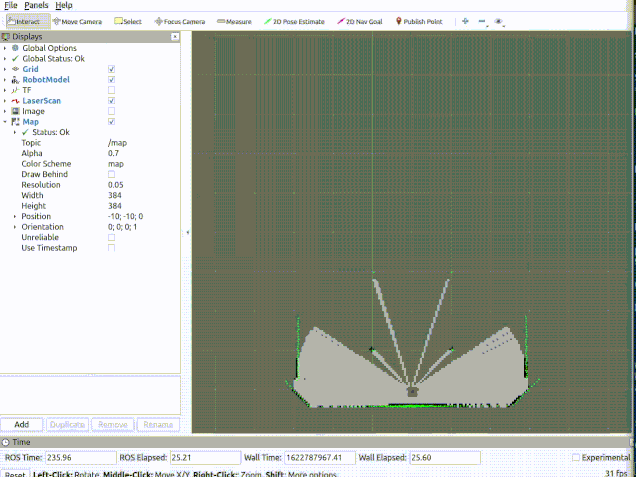 File Panels Help
Interact Move Camera Select Focus Camera Measure 2D Pose Estimate 2D Nav Goal Publish Point
Displays
Global Options
Global Status: Ok
Grid
RobotModel
TF
LaserScan
Image
Map
Status: Ok
Topic /map
Alpha 0.7
Color Scheme map
Draw Behind
Resolution 0.05
Width 384
Height 384
Position -10; -10; 0
Orientation 0; 0; 0; 1
Unreliable
Use Timestamp
Add Duplicate Remove Rename
Time
ROS Time: 235.96 ROS Elapsed: 25.21 Wall Time: 1622787967.41 Wall Elapsed: 25.60 Experimental
Reset Left-Click: Rotate. Middle-Click: Move X/Y. Right-Click: Zoom. Shift: More options. 31 fps